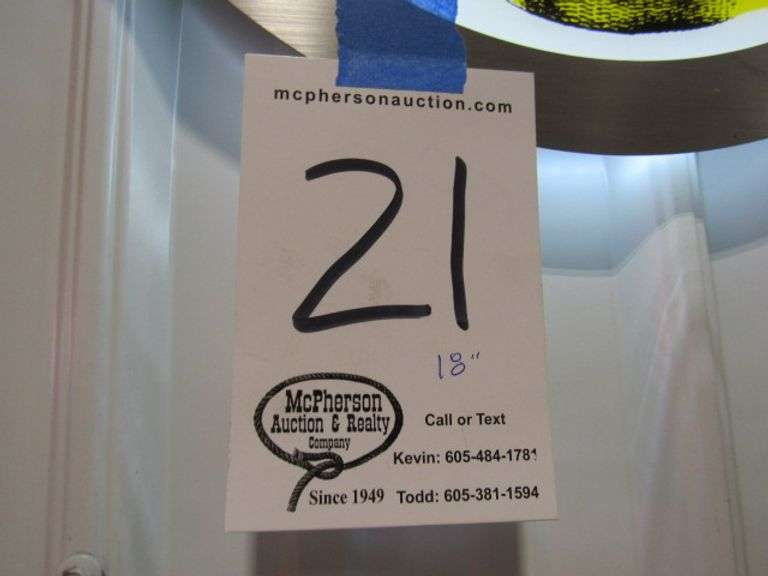 mcphersonauction.com
21
18"
McPherson
Auction & Realty
Company
Since 1949
Call or Text
Kevin: 605-484-1781
Todd: 605-381-1594